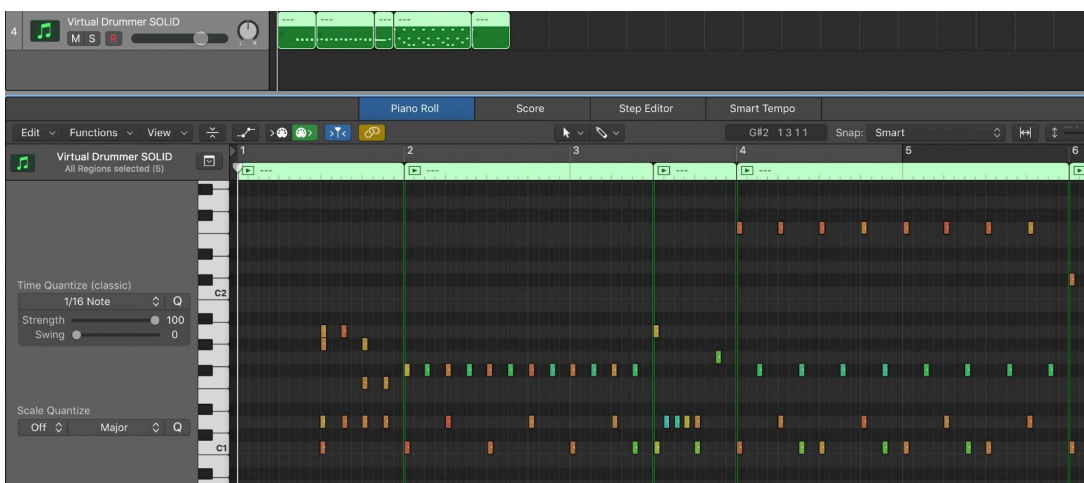 --- --- --- --- ---
4 Virtual Drummer SOLID
M S R
L R
Piano Roll Score Step Editor Smart Tempo
Edit Functions View G#2 1 3 1 1 Snap: Smart
Virtual Drummer SOLID
All Regions selected (5)
1 2 3 4 5 6
--- --- --- ---
Time Quantize (classic)
1/16 Note Q
C2
Strength 100
Swing 0
Scale Quantize
Off Major Q
C1